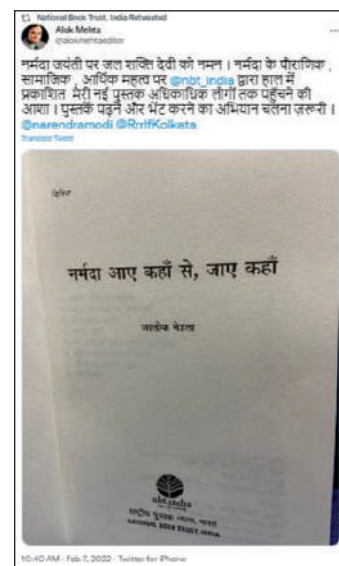 National Book Trust, India Retweeted
Alok Mehta
@alokmehtaeditor
नर्मदा जयंती पर जल शक्ति देवी को नमन । नर्मदा के पौराणिक ,
सामाजिक , आर्थिक महत्व पर @nbt_india द्वारा हाल में
प्रकाशित मेरी नई पुस्तक अधिकाधिक लोगों तक पहुँचने की
आशा । पुस्तकें पढ़ने और भेंट करने का अभियान चलना ज़रूरी ।
@narendramodi @RrrlfKolkata
Translate Tweet
नर्मदा आए कहाँ से, जाए कहाँ
आलोक मेहता
nbt.india
राष्ट्रीय पुस्तक न्यास, भारत
NATIONAL BOOK TRUST, INDIA
10:40 AM · Feb 7, 2022 · Twitter for iPhone